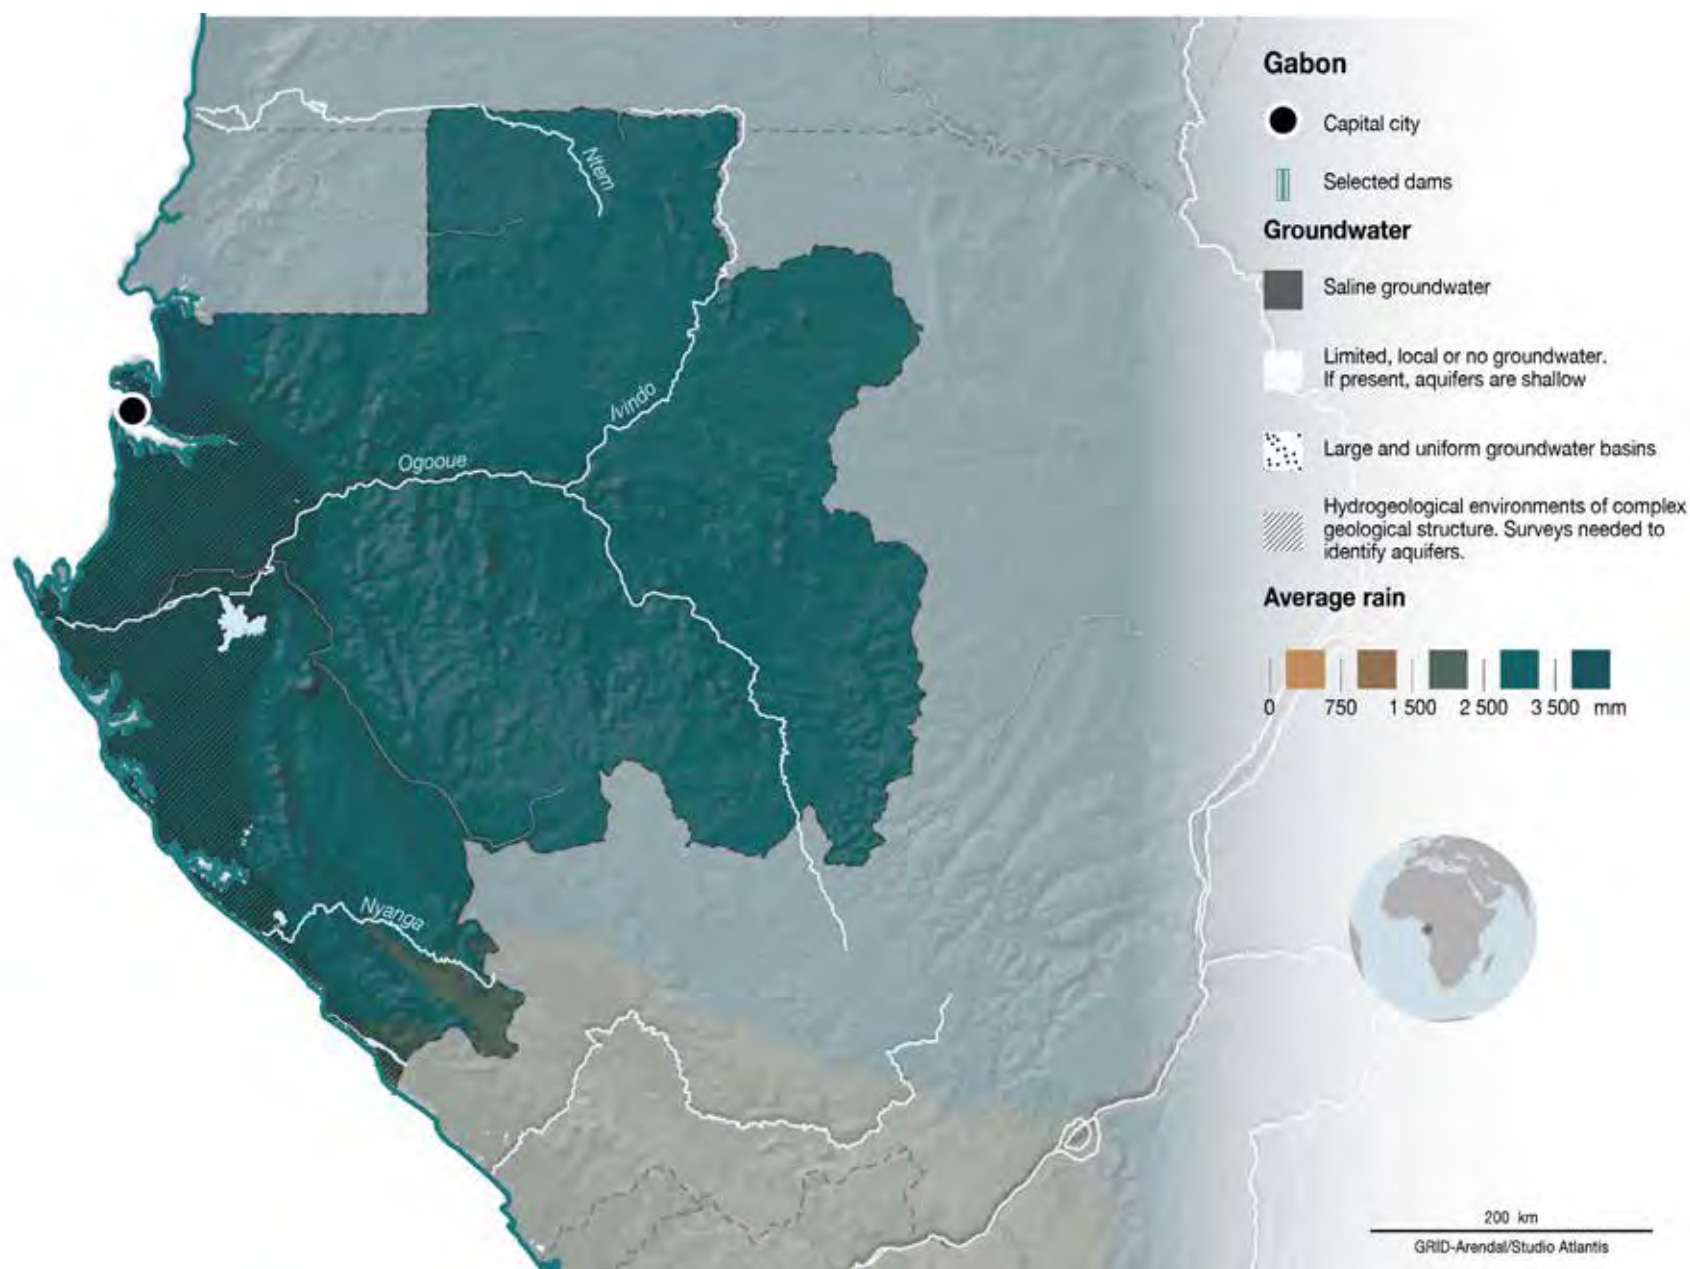 Gabon
Capital city
Selected dams
Groundwater
Saline groundwater
Limited, local or no groundwater.
If present, aquifers are shallow
Large and uniform groundwater basins
Hydrogeological environments of complex
geological structure. Surveys needed to
identify aquifers.
Average rain
0 750 1 500 2 500 3 500 mm
Ntem
Ivindo
Ogooue
Nyanga
200 km
GRID-Arendal/Studio Atlantis